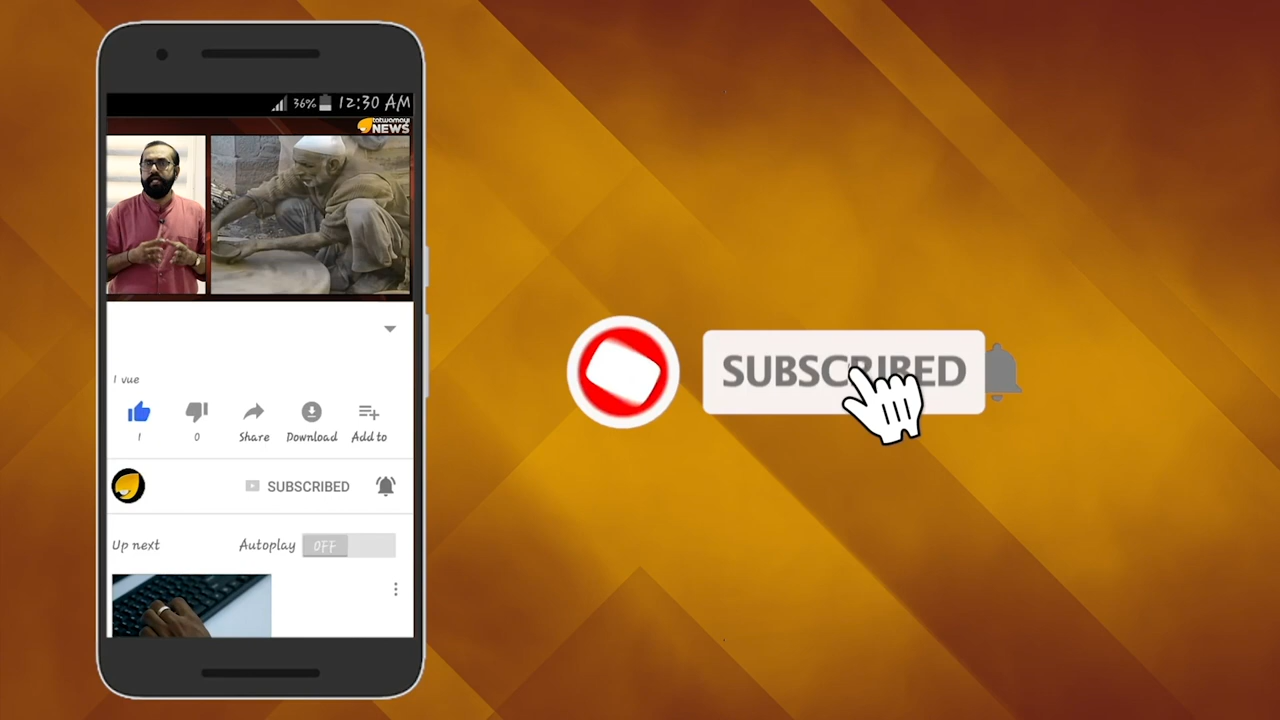 36% 12:30 AM
tatwamayi
NEWS
1 vue
1 0 Share Download Add to
SUBSCRIBED
Up next Autoplay OFF
SUBSCRIBED